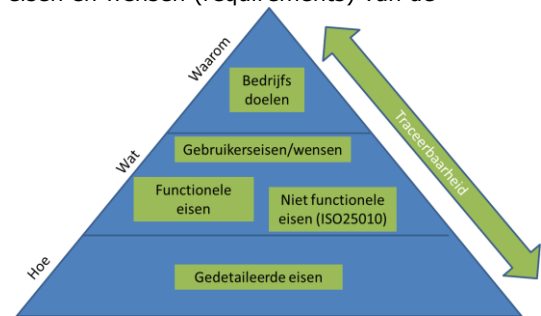 eisen en wensen (requirements) van de
Waarom
Bedrijfs
doelen
Traceerbaarheid
Wat
Gebruikerseisen/wensen
Functionele
eisen
Niet functionele
eisen (ISO25010)
Hoe
Gedetaileerde eisen